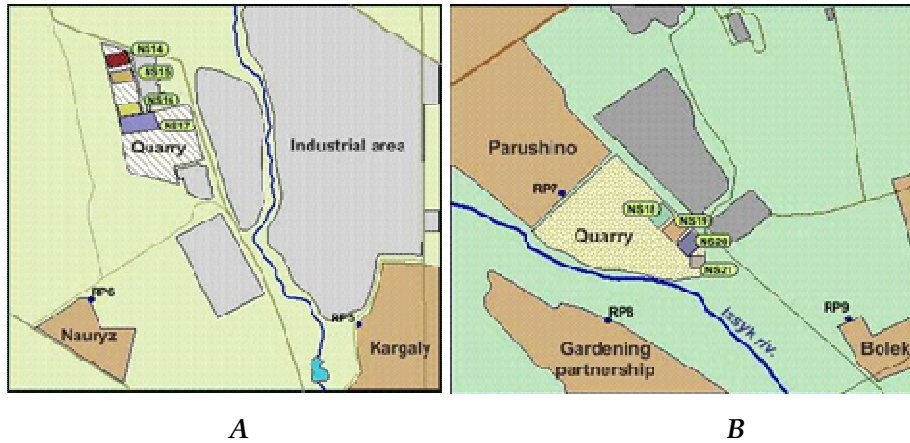 NS14
NS15
NS16
NS17
Quarry
Industrial area
RP6
RP5
Nauryz
Kargaly
Parushino
RP7
NS18
NS19
Quarry
NS20
NS21
RP8
RP9
Issyk riv.
Gardening
partnership
Bolek
A
B